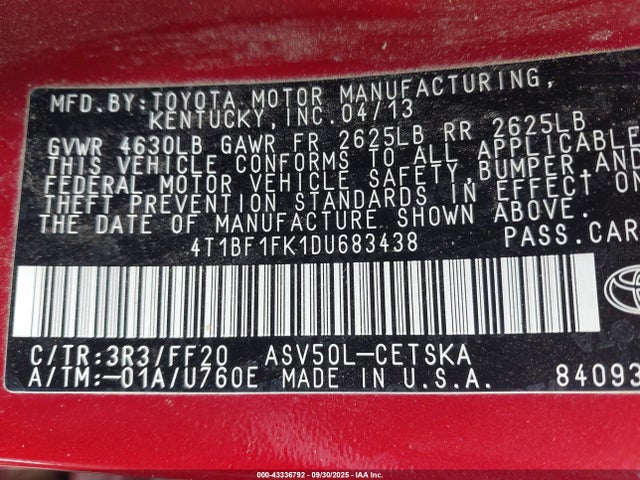 MFD.BY:TOYOTA MOTOR MANUFACTURING,
KENTUCKY,INC.04/13
GVWR 4630LB GAWR FR 2625LB RR 2625LB
THIS VEHICLE CONFORMS TO ALL APPLICABLE
FEDERAL MOTOR VEHICLE SAFETY,BUMPER,AND
THEFT PREVENTION STANDARDS IN EFFECT ON
THE DATE OF MANUFACTURE SHOWN ABOVE.
4T1BF1FK1DU683438 PASS.CAR
C/TR:3R3/FF20 ASV50L-CETSKA
A/TM:-01A/U760E MADE IN U.S.A. 84093
000-43336792 - 09/30/2025 - IAA Inc.